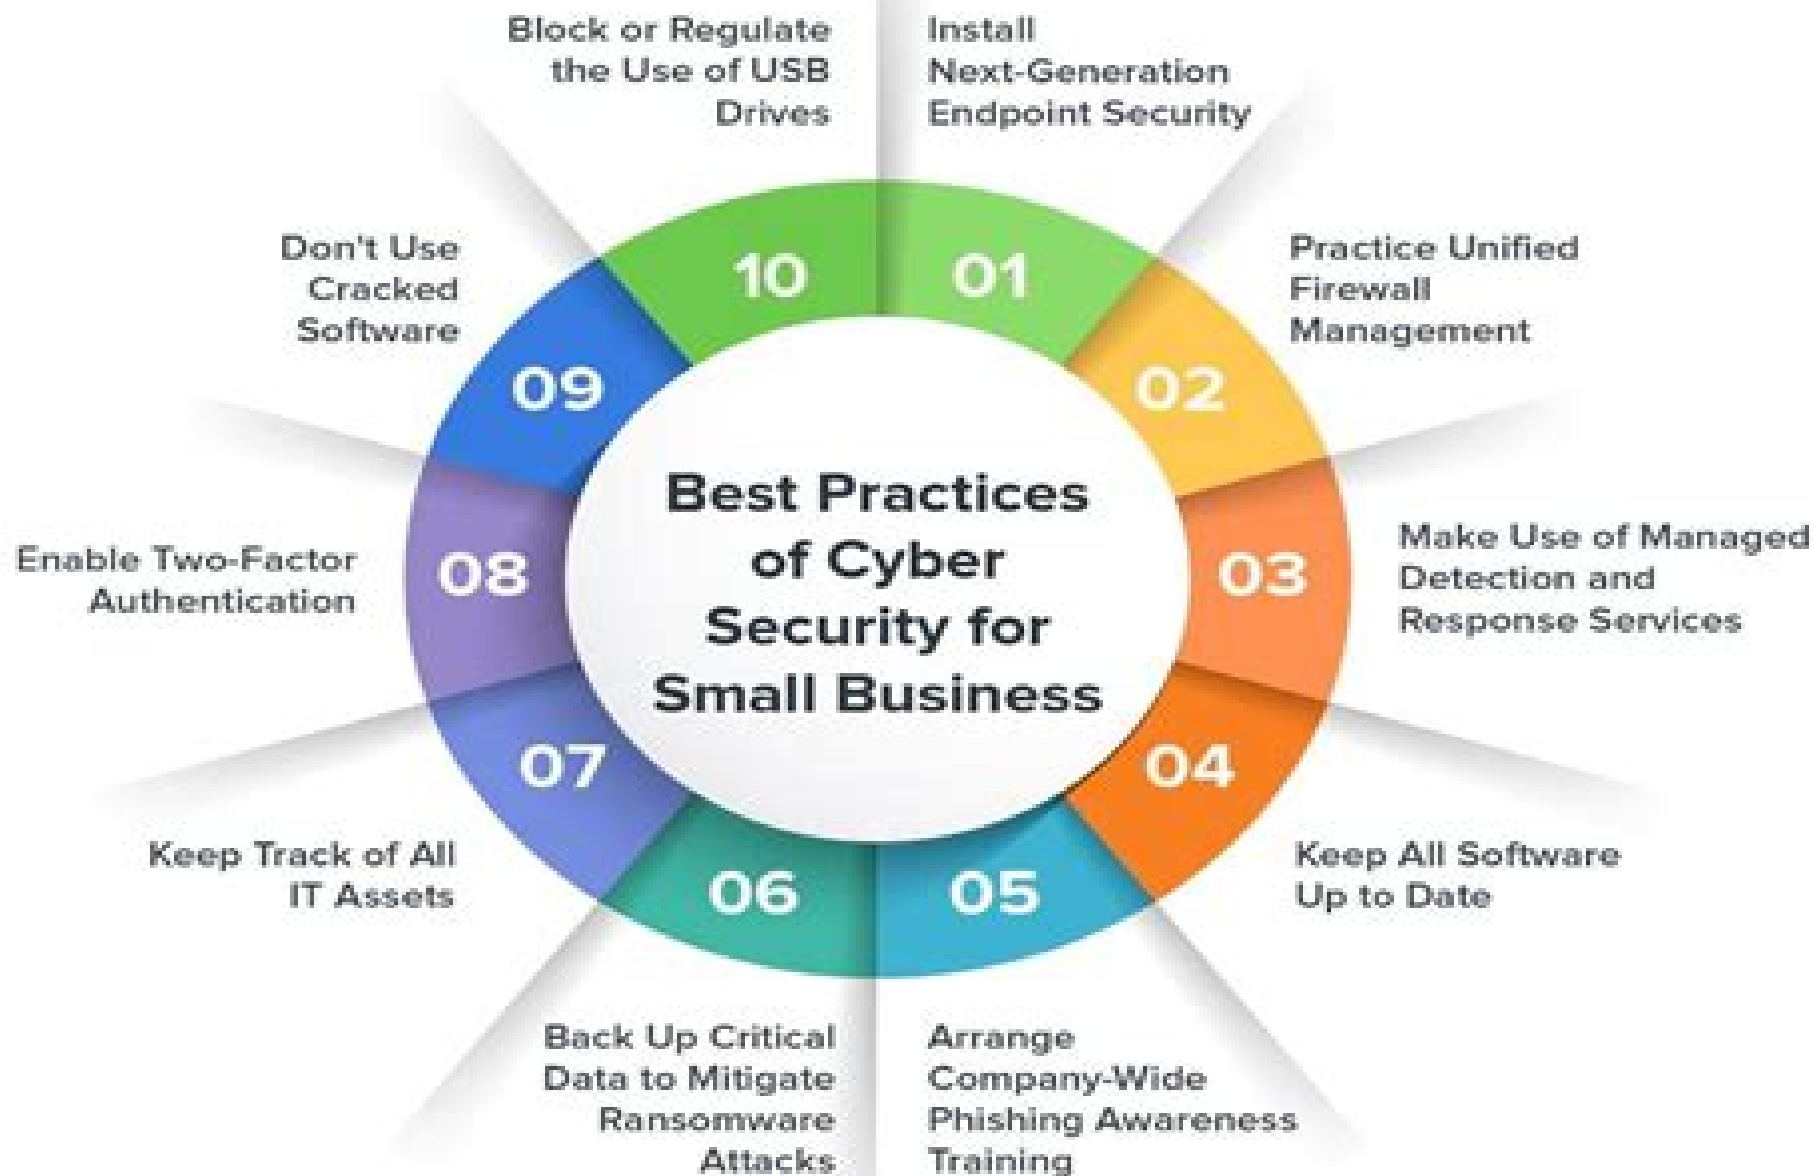 Best Practices
of Cyber
Security for
Small Business
01
Install
Next-Generation
Endpoint Security
02
Practice Unified
Firewall
Management
03
Make Use of Managed
Detection and
Response Services
04
Keep All Software
Up to Date
05
Arrange
Company-Wide
Phishing Awareness
Training
06
Back Up Critical
Data to Mitigate
Ransomware
Attacks
07
Keep Track of All
IT Assets
08
Enable Two-Factor
Authentication
09
Don't Use
Cracked
Software
10
Block or Regulate
the Use of USB
Drives